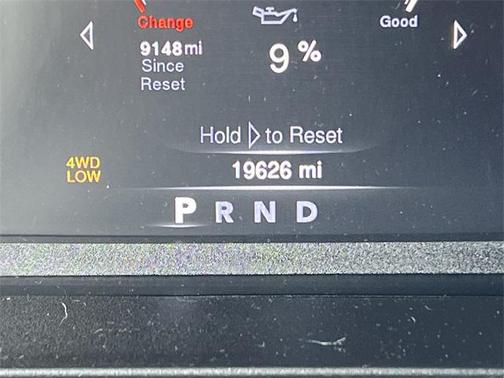 Change
Good
9148 mi
9 %
Since
Reset
Hold ▷ to Reset
4WD
LOW
19626 mi
P R N D